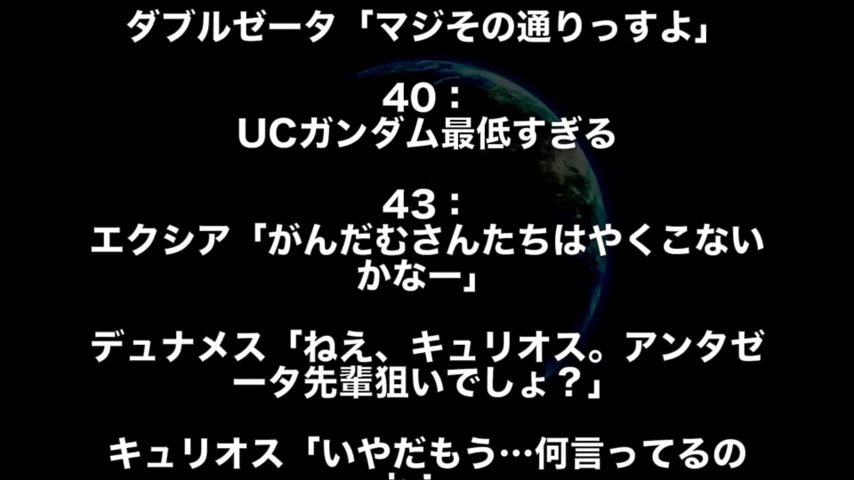 ダブルゼータ「マジその通りっすよ」
40：
UCガンダム最低すぎる
43：
エクシア「がんだむさんたちはやくこない
かなー」
デュナメス「ねえ、キュリオス。アンタゼ
ータ先輩狙いでしょ？」
キュリオス「いやだもう…何言ってるの